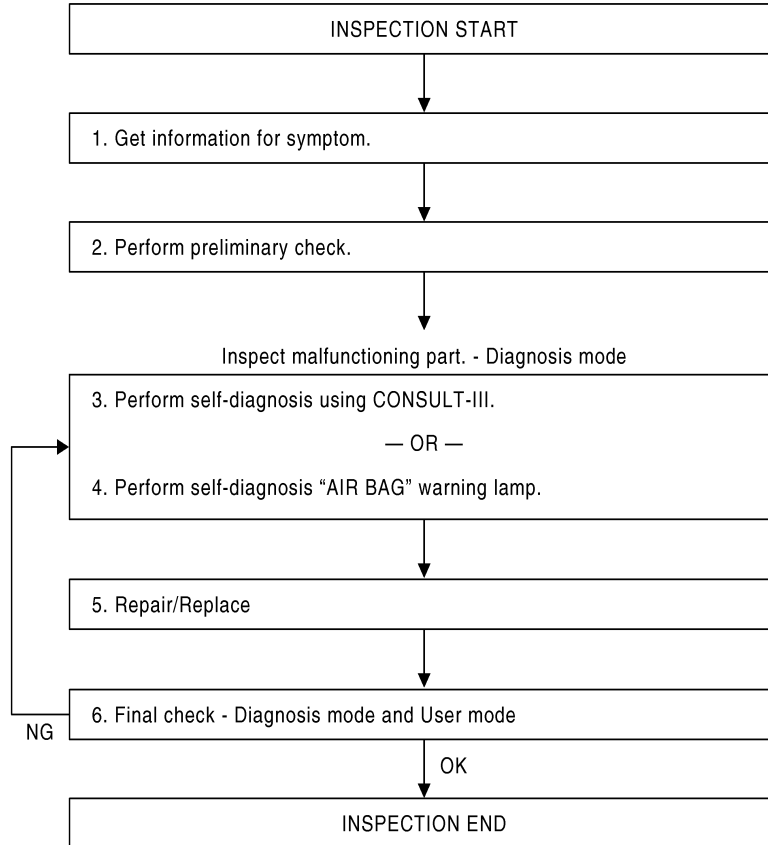 INSPECTION START
1. Get information for symptom.
2. Perform preliminary check.
Inspect malfunctioning part. - Diagnosis mode
3. Perform self-diagnosis using CONSULT-III.
— OR —
4. Perform self-diagnosis “AIR BAG” warning lamp.
5. Repair/Replace
6. Final check - Diagnosis mode and User mode
NG
OK
INSPECTION END